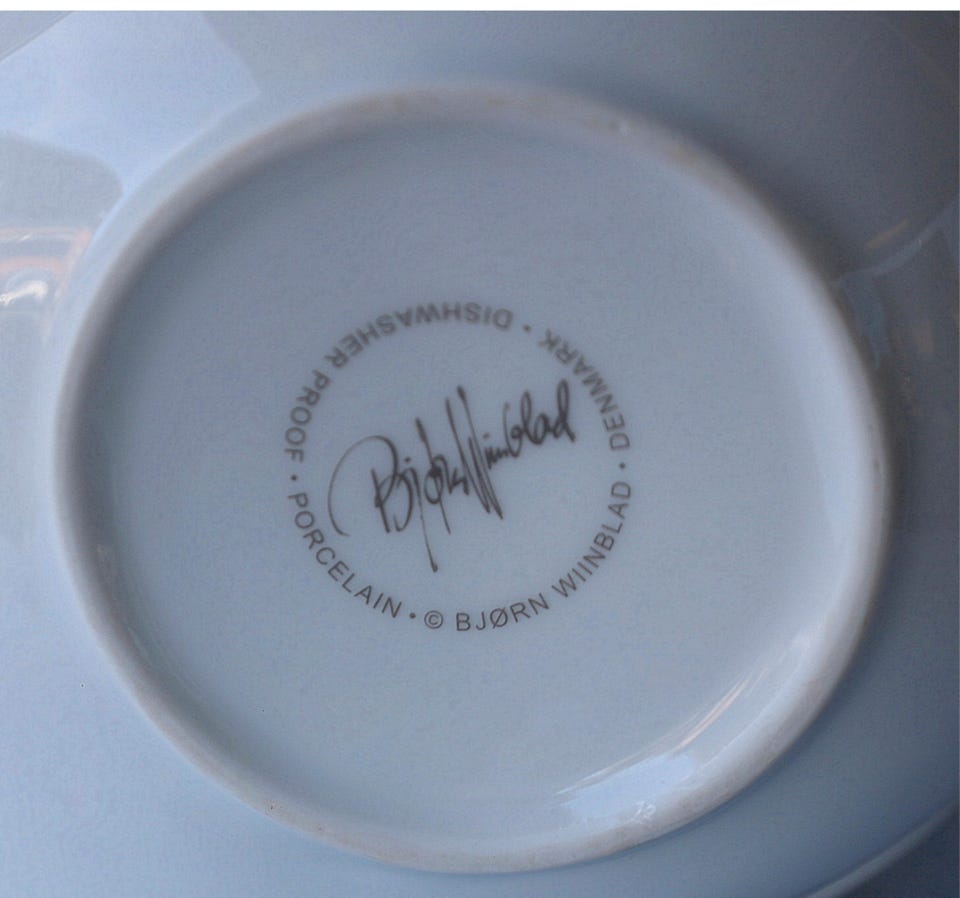 Bjørn Wiinblad
© BJØRN WIINBLAD • DENMARK • DISHWASHER PROOF • PORCELAIN •